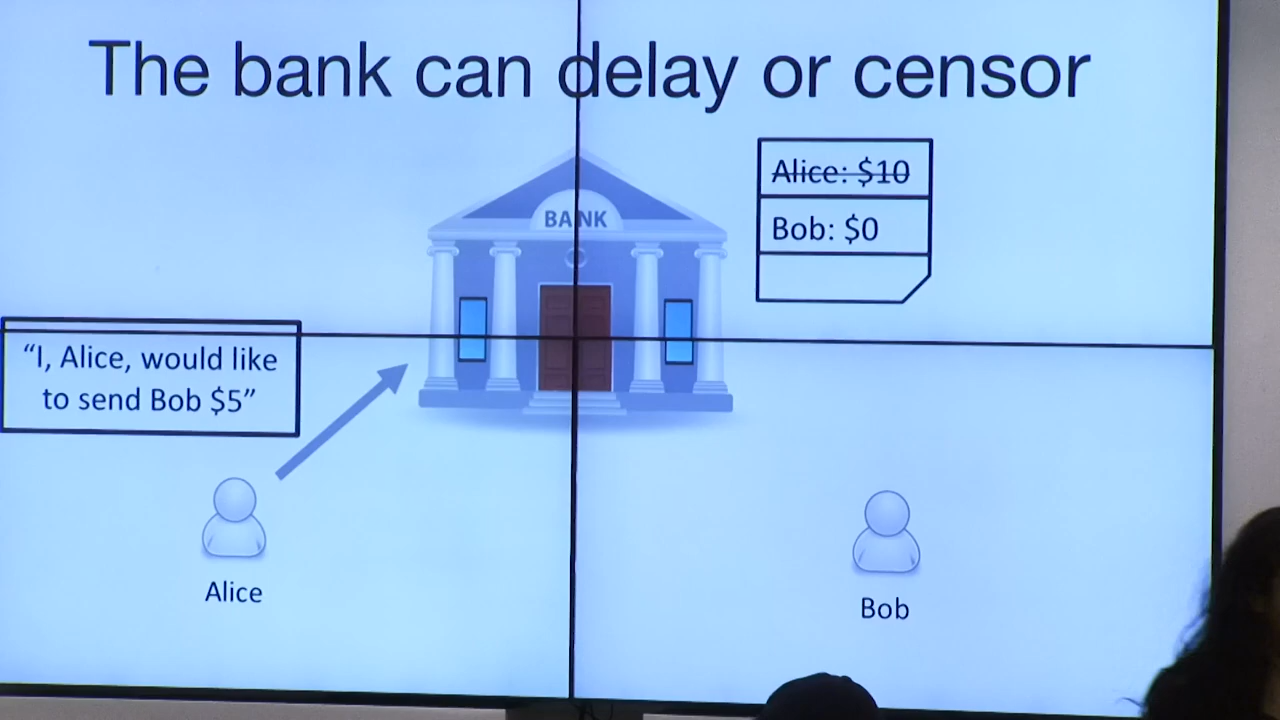 The bank can delay or censor
BANK
Alice: $10
Bob: $0
“I, Alice, would like
to send Bob $5”
Alice
Bob